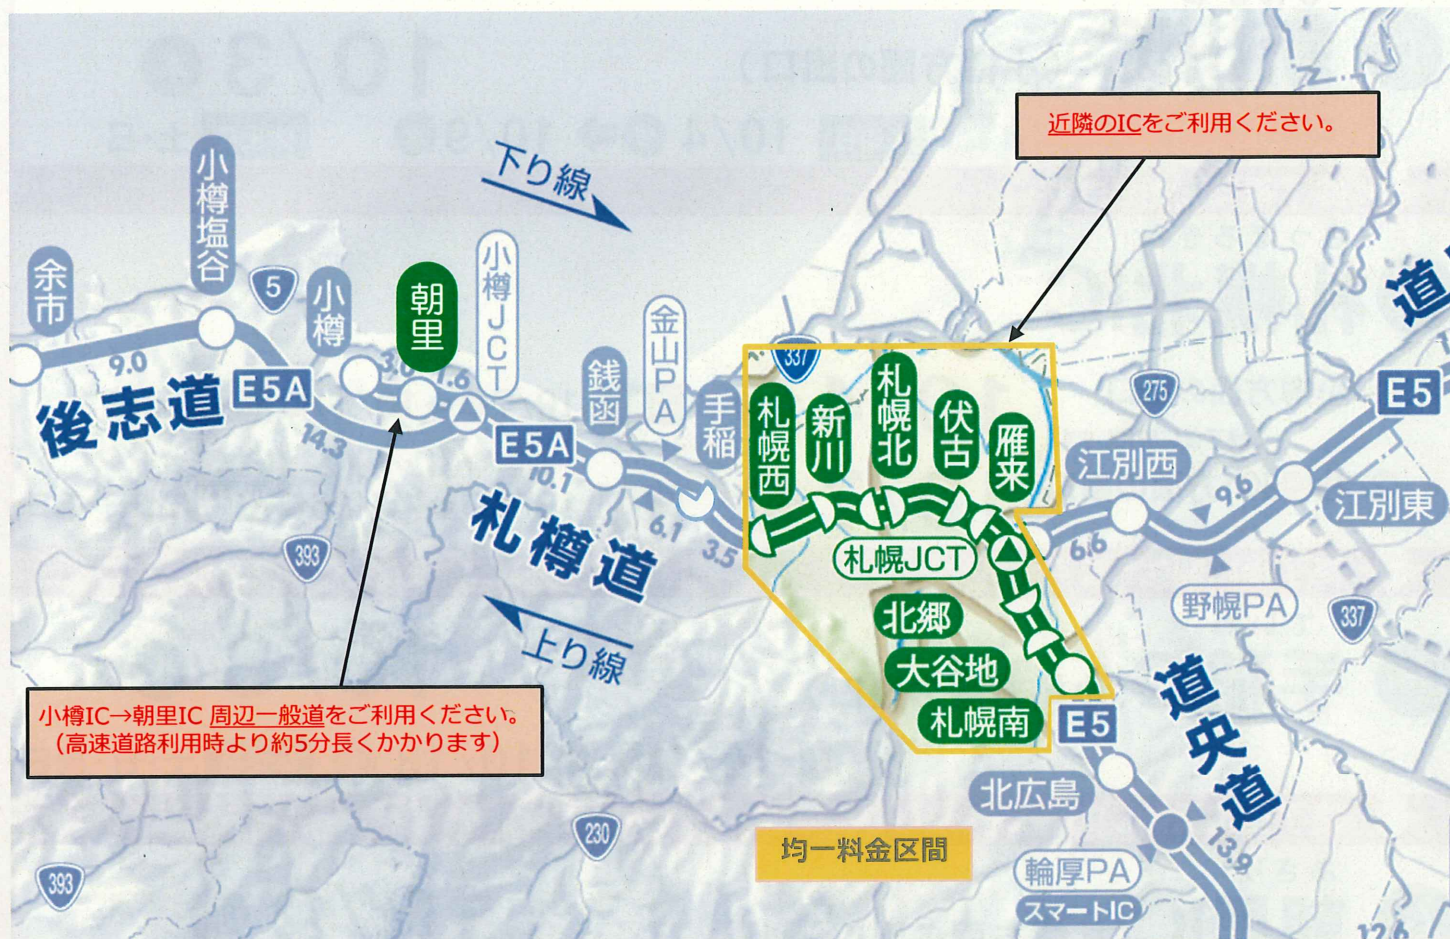 近隣のICをご利用ください。
下り線
小樽塩谷
余市
5
小樽
朝里
小樽JCT
金山PA
銭函
手稲
337
札幌西
新川
札幌北
伏古
雁来
275
E5
道
9.0
後志道
E5A
3.0
1.6
14.3
E5A
10.1
6.1
3.5
札樽道
393
上り線
札幌JCT
北郷
大谷地
札幌南
江別西
6.6
9.6
江別東
野幌PA
337
E5
道央道
小樽IC→朝里IC 周辺一般道をご利用ください。
(高速道路利用時より約5分長くかかります)
北広島
13.9
230
均一料金区間
輪厚PA
スマートIC
393
12.6